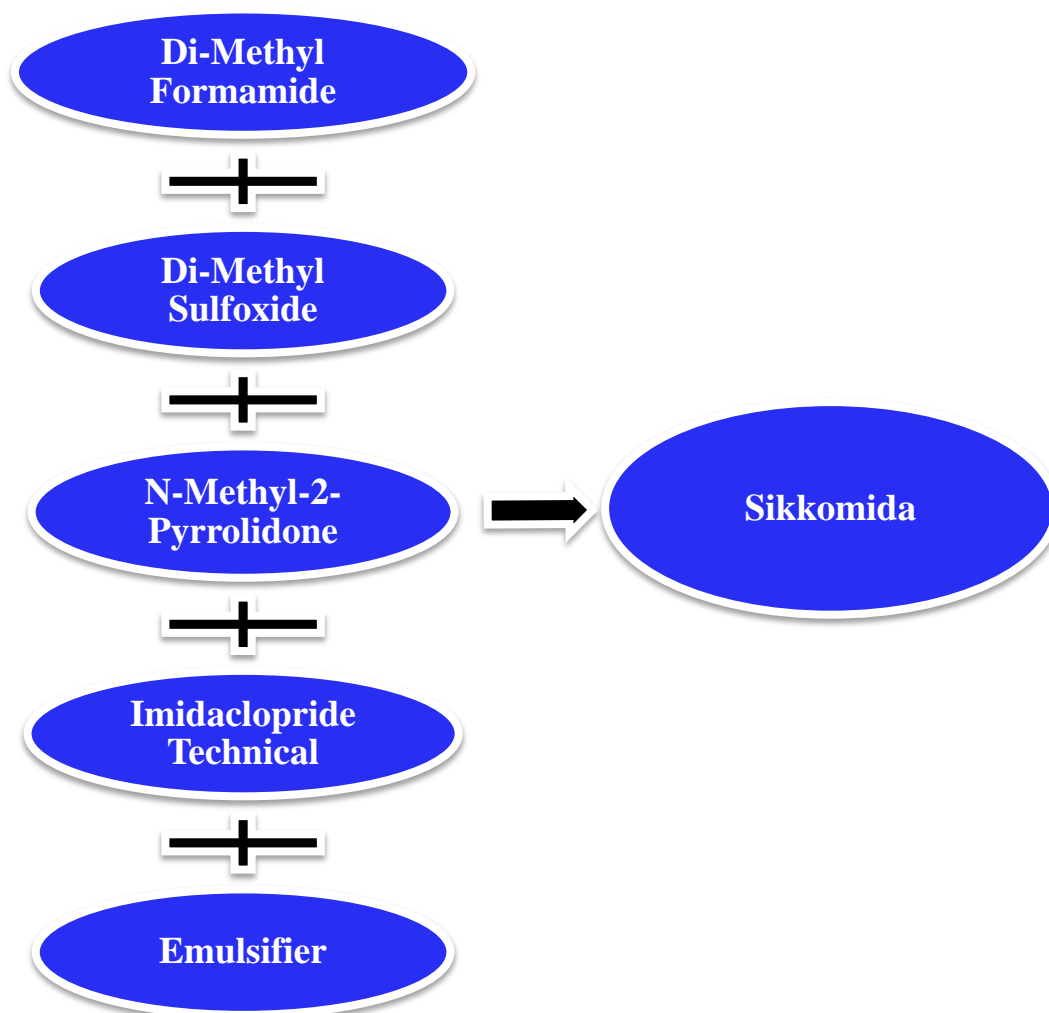 Di-Methyl
Formamide
Di-Methyl
Sulfoxide
N-Methyl-2-
Pyrrolidone
Sikkomida
Imidaclopride
Technical
Emulsifier